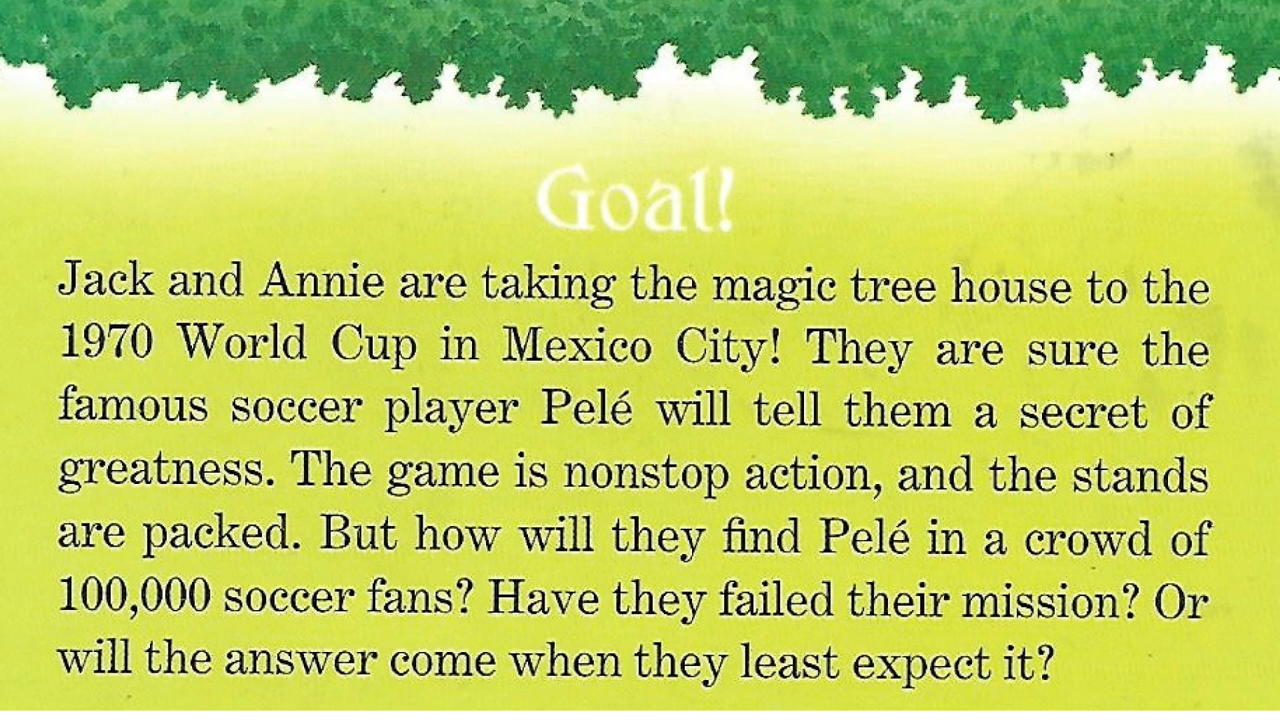 Goal!
Jack and Annie are taking the magic tree house to the
1970 World Cup in Mexico City! They are sure the
famous soccer player Pelé will tell them a secret of
greatness. The game is nonstop action, and the stands
are packed. But how will they find Pelé in a crowd of
100,000 soccer fans? Have they failed their mission? Or
will the answer come when they least expect it?